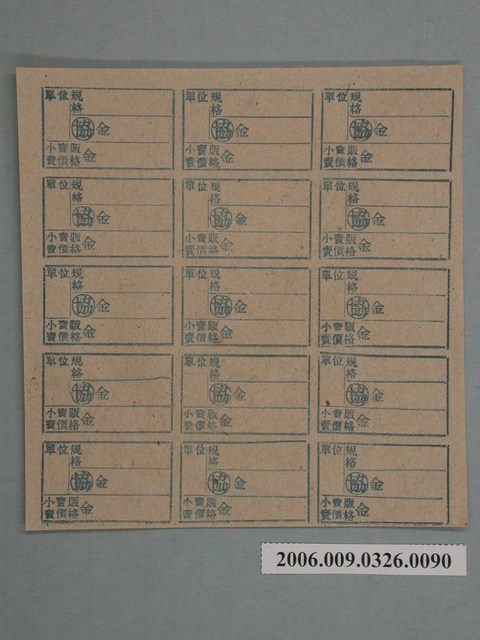 單位 規格
協 金
小賣販
賣價格 金
單位 規格
協 金
小賣販
賣價格 金
單位 規格
協 金
小賣販
賣價格 金
單位 規格
協 金
小賣販
賣價格 金
單位 規格
協 金
小賣販
賣價格 金
單位 規格
協 金
小賣販
賣價格 金
單位 規格
協 金
小賣販
賣價格 金
單位 規格
協 金
小賣販
賣價格 金
單位 規格
協 金
小賣販
賣價格 金
單位 規格
協 金
小賣販
賣價格 金
單位 規格
協 金
小賣販
賣價格 金
單位 規格
協 金
小賣販
賣價格 金
單位 規格
協 金
小賣販
賣價格 金
單位 規格
協 金
小賣販
賣價格 金
單位 規格
協 金
小賣販
賣價格 金
2006.009.0326.0090